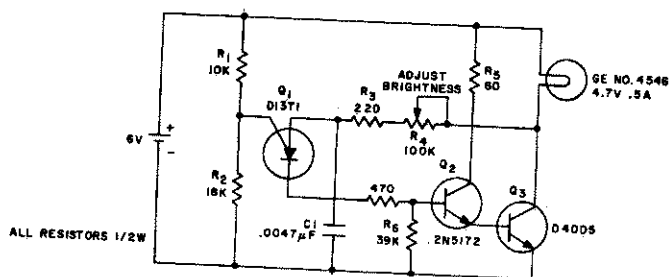 R1
10K
Q1
D13T1
R3
220
ADJUST
BRIGHTNESS
R4
100K
R5
60
GE NO. 4546
4.7V .5A
6V
+
-
R2
18K
470
Q2
Q3
C1
.0047µF
R6
39K
2N5172
D40D5
ALL RESISTORS 1/2W